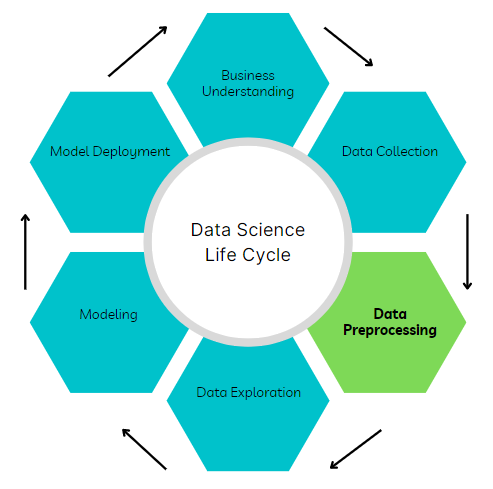 Business
Understanding
Data Collection
Data
Preprocessing
Data Exploration
Modeling
Model Deployment
Data Science
Life Cycle